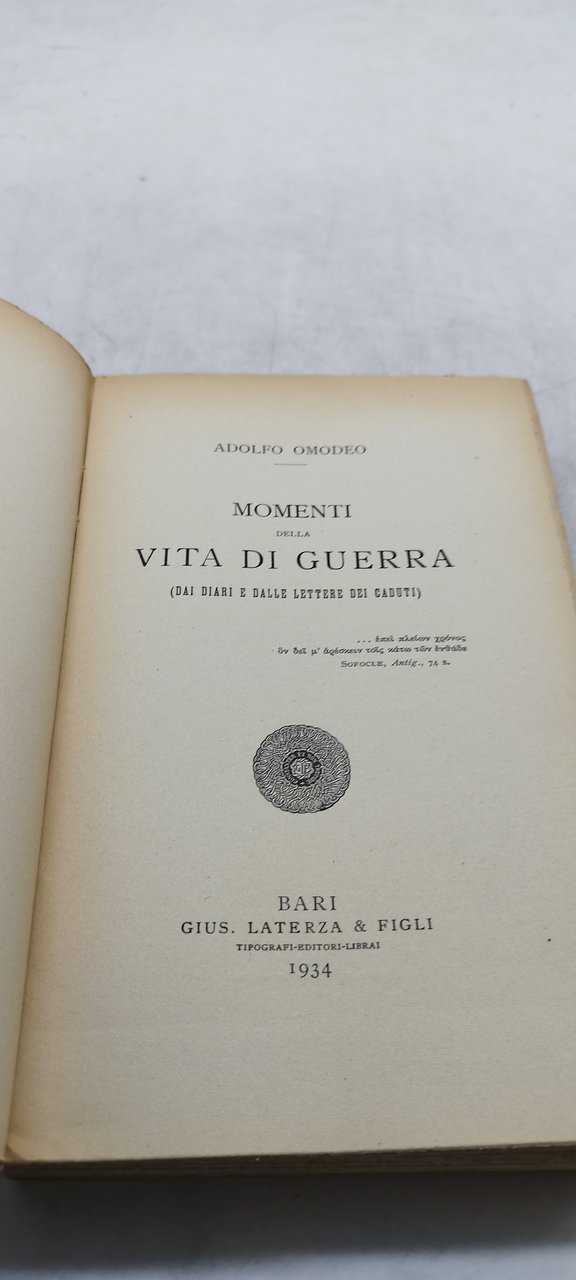 ADOLFO OMODEO
MOMENTI
DELLA
VITA DI GUERRA
(DAI DIARI E DALLE LETTERE DEI CADUTI)
... ἐπεὶ πλείων χρόνος
ὃν δεῖ μ’ ἀρέσκειν τοῖς κάτω τῶν ἐνθάδε
SOFOCLE, Antig., 74 s.
BARI
GIUS. LATERZA & FIGLI
TIPOGRAFI-EDITORI-LIBRAI
1934